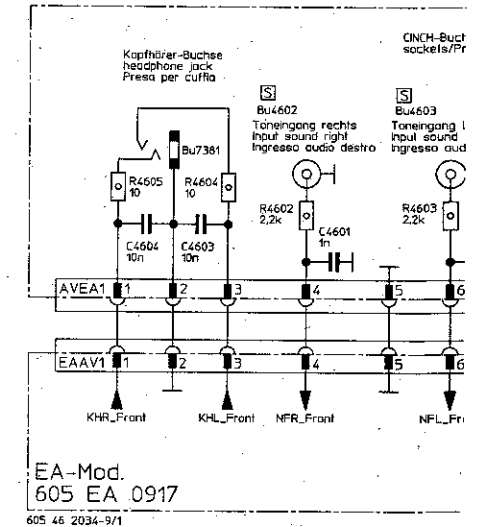 CINCH-Buch
sockets/Pr
Kopfhörer-Buchse
headphone jack
Presa per cuffia
S
Bu4602
Toneingang rechts
input sound right
Ingresso audio destro
S
Bu4603
Toneingang l
input sound
Ingresso aud
Bu7381
R4605
10
R4604
10
R4602
2,2k
R4603
2,2k
C4604
10n
C4603
10n
C4601
1n
AVEA1 1 2 3 4 5 6
EAAV1 1 2 3 4 5 6
KHR_Front
KHL_Front
NFR_Front
NFL_Fr
EA-Mod.
605 EA 0917
605 46 2034-9/1